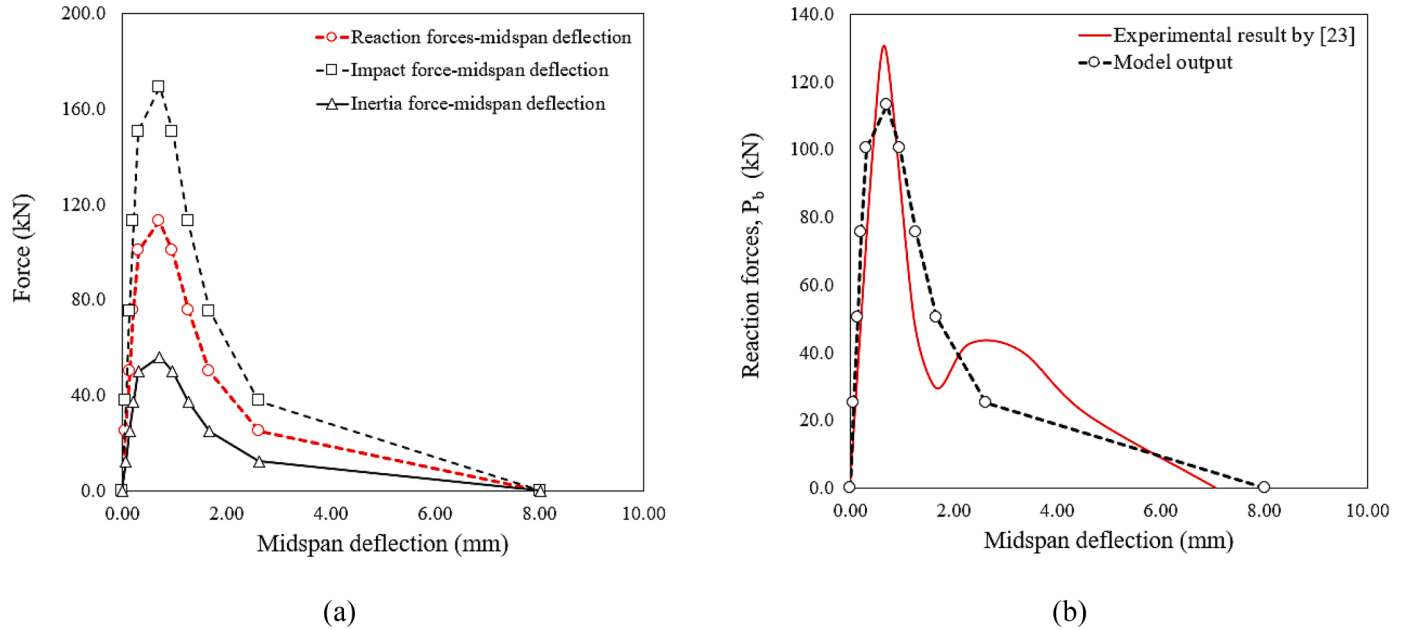 200.0
160.0
120.0
80.0
40.0
0.0
Force (kN)
Reaction forces-midspan deflection
Impact force-midspan deflection
Inertia force-midspan deflection
0.00 2.00 4.00 6.00 8.00 10.00
Midspan deflection (mm)
(a)
140.0
120.0
100.0
80.0
60.0
40.0
20.0
0.0
Reaction forces, P_b (kN)
Experimental result by [23]
Model output
0.00 2.00 4.00 6.00 8.00 10.00
Midspan deflection (mm)
(b)